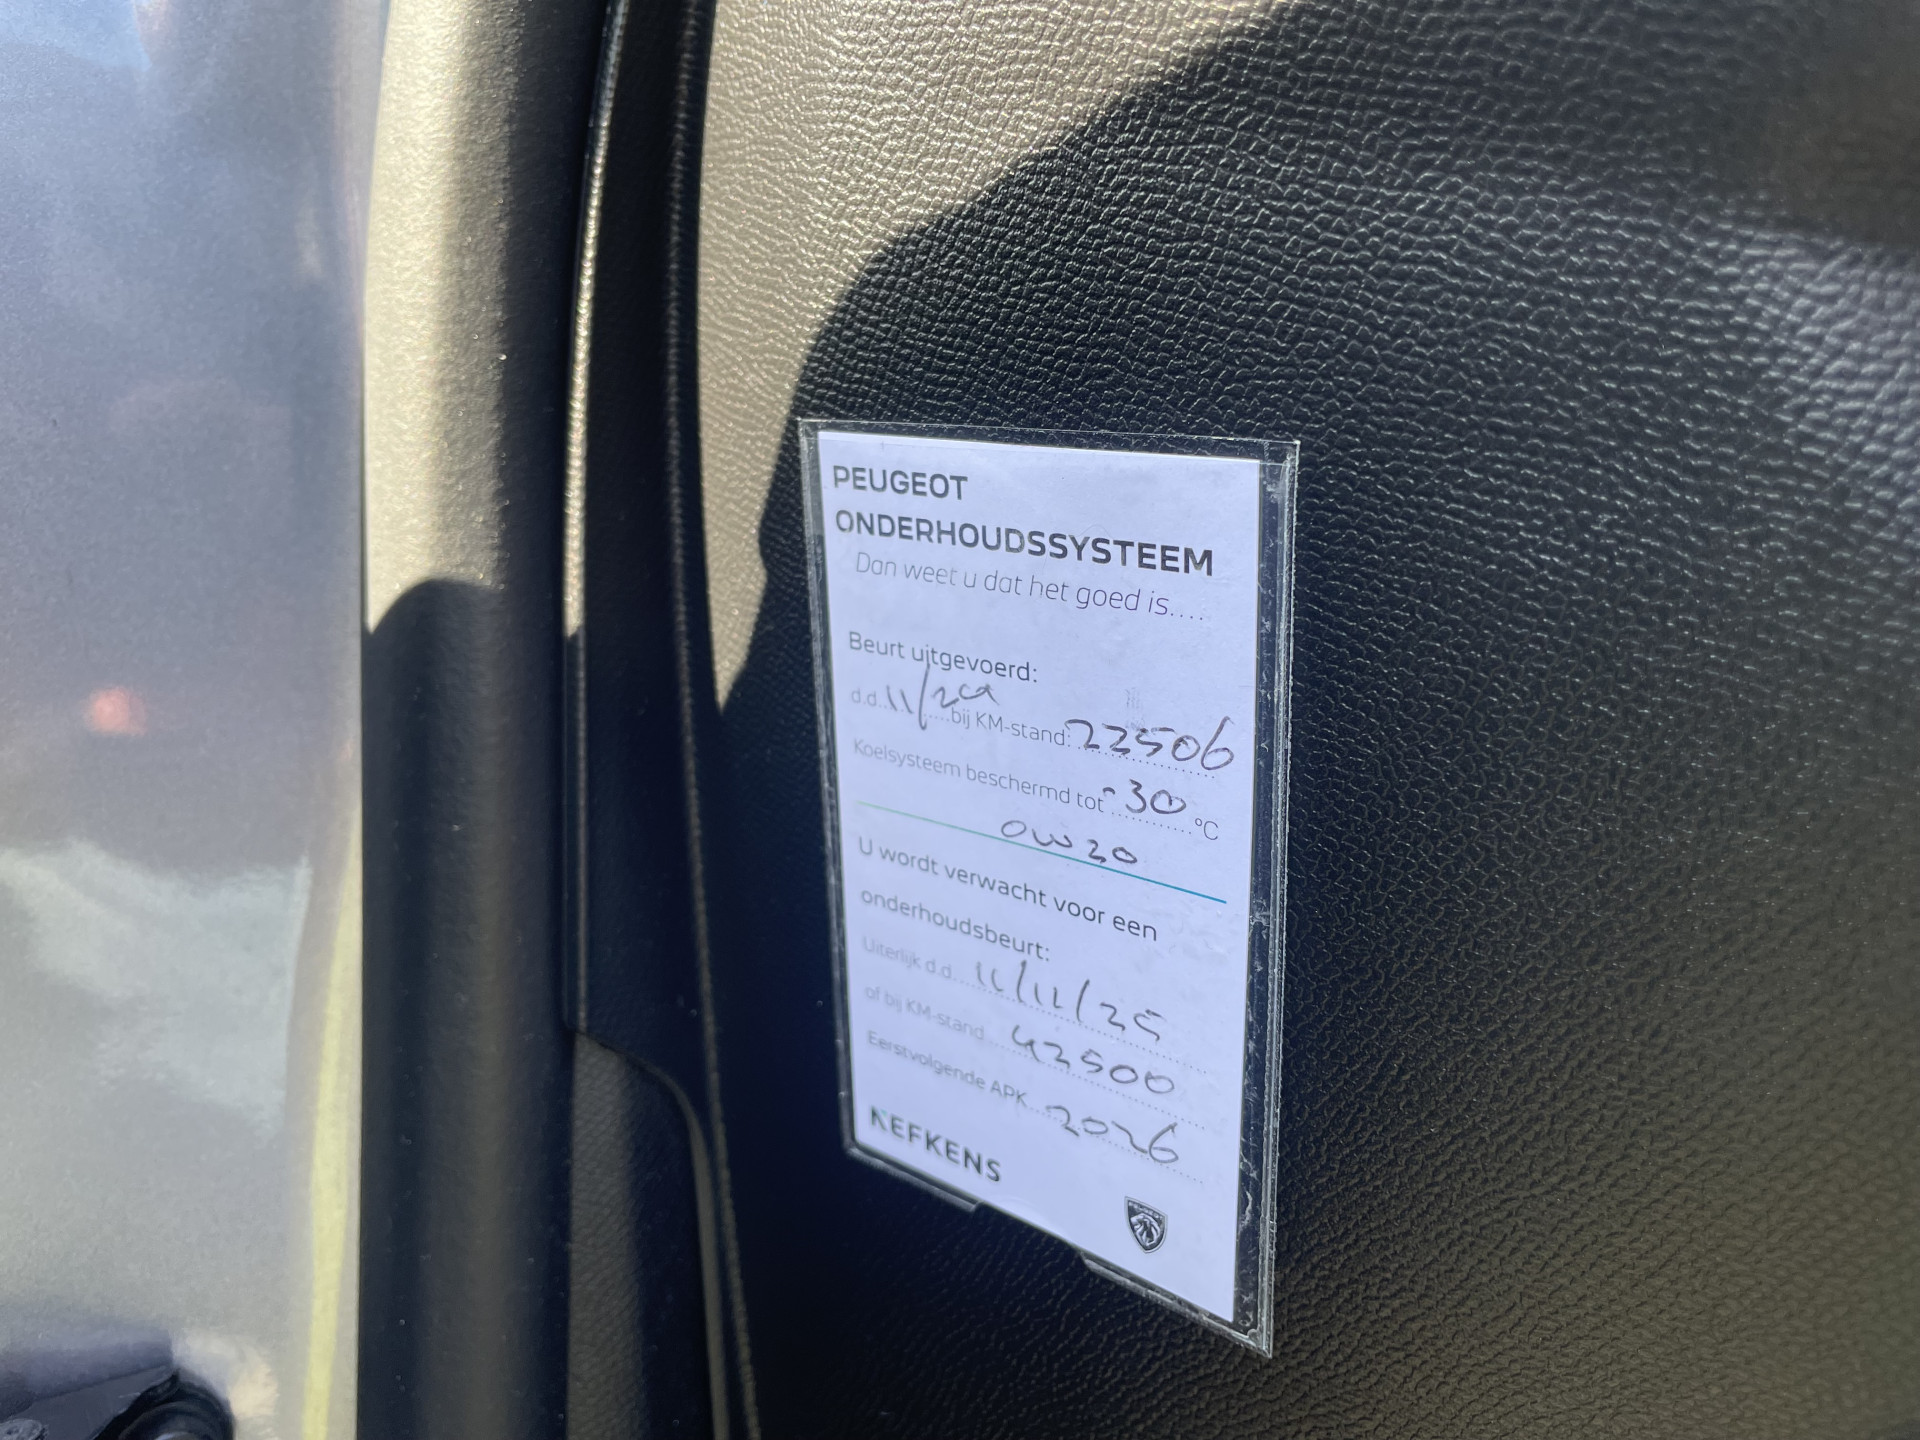 PEUGEOT
ONDERHOUDSSYSTEEM
Dan weet u dat het goed is....
Beurt uitgevoerd:
d.d. 11/24 bij KM-stand: 22506
Koelsysteem beschermd tot -30 °C
0W20
U wordt verwacht voor een
onderhoudsbeurt:
Uiterlijk d.d. 11/11/25
of bij KM-stand 42500
Eerstvolgende APK 2026
NEFKENS